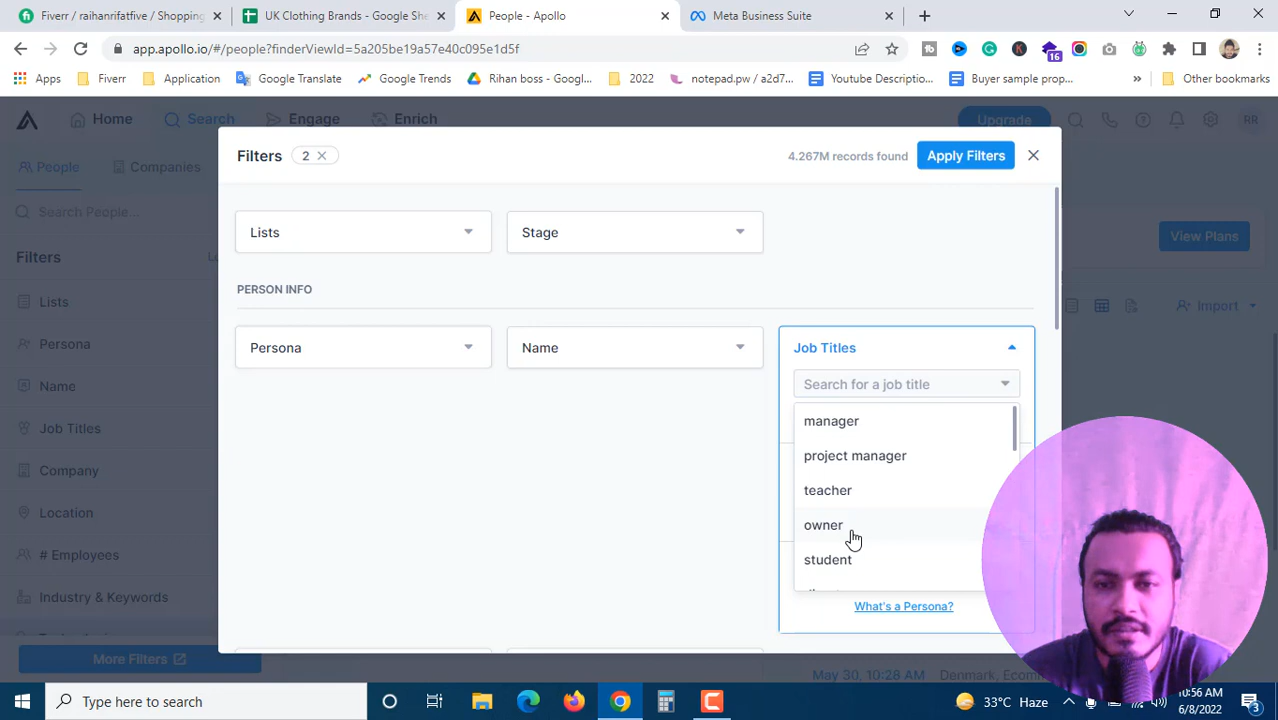 Fiverr / raihanrifatfive / Shopping
UK Clothing Brands - Google She
People - Apollo
Meta Business Suite
app.apollo.io/#/people?finderViewId=5a205be19a57e40c095e1d5f
16
Apps
Fiverr
Application
Google Translate
Google Trends
Rihan boss - Googl...
2022
notepad.pw / a2d7...
Youtube Descriptio...
Buyer sample prop...
»
Other bookmarks
Home
Search
Engage
Enrich
Upgrade
RR
People
Companies
Search People...
Filters
Lists
Persona
Name
Job Titles
Company
Location
# Employees
Industry & Keywords
More Filters
View Plans
Import
Filters
2
4.267M records found
Apply Filters
Lists
Stage
PERSON INFO
Persona
Name
Job Titles
Search for a job title
manager
project manager
teacher
owner
student
What's a Persona?
May 30, 10:28 AM
Denmark, Ecom
Type here to search
33°C Haze
10:56 AM
6/8/2022
3